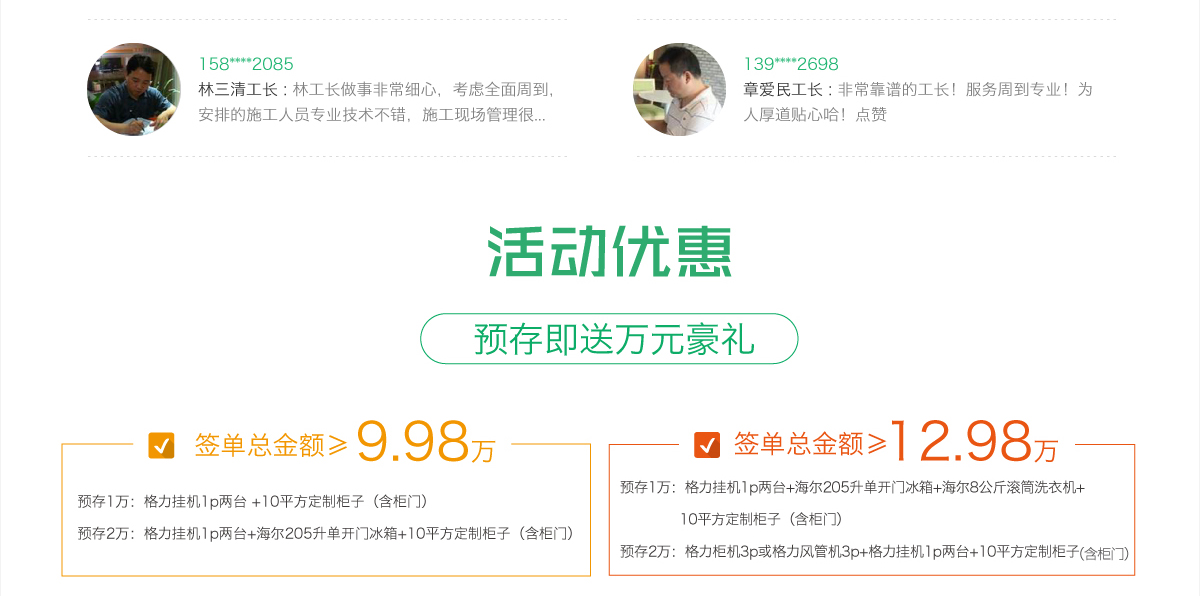 158****2085
林三清工长 : 林工长做事非常细心，考虑全面周到，
安排的施工人员专业技术不错，施工现场管理很...
139****2698
章爱民工长 : 非常靠谱的工长！服务周到专业！为
人厚道贴心哈！点赞
活动优惠
预存即送万元豪礼
签单总金额≥9.98万
预存1万：格力挂机1p两台 +10平方定制柜子（含柜门）
预存2万：格力挂机1p两台+海尔205升单开门冰箱+10平方定制柜子（含柜门）
签单总金额≥12.98万
预存1万：格力挂机1p两台+海尔205升单开门冰箱+海尔8公斤滚筒洗衣机+
10平方定制柜子（含柜门）
预存2万：格力柜机3p或格力风管机3p+格力挂机1p两台+10平方定制柜子(含柜门)